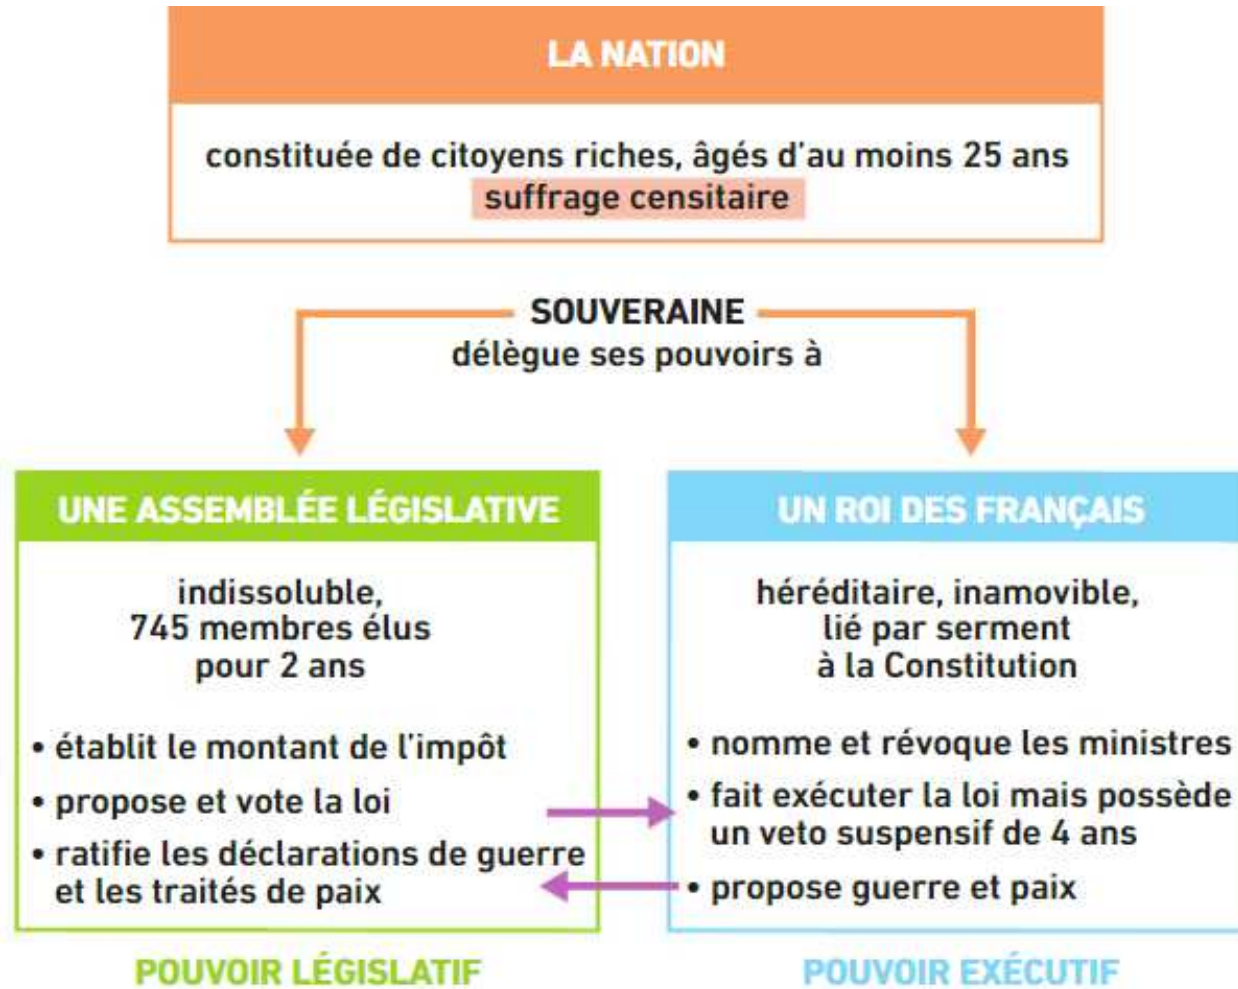 LA NATION
constituée de citoyens riches, âgés d'au moins 25 ans
suffrage censitaire
SOUVERAINE
délègue ses pouvoirs à
UNE ASSEMBLÉE LÉGISLATIVE
indissoluble,
745 membres élus
pour 2 ans
• établit le montant de l'impôt
• propose et vote la loi
• ratifie les déclarations de guerre
et les traités de paix
POUVOIR LÉGISLATIF
UN ROI DES FRANÇAIS
héréditaire, inamovible,
lié par serment
à la Constitution
• nomme et révoque les ministres
• fait exécuter la loi mais possède
un veto suspensif de 4 ans
• propose guerre et paix
POUVOIR EXÉCUTIF